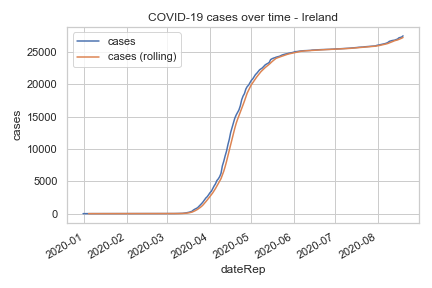 COVID-19 cases over time - Ireland
cases
cases (rolling)
cases
25000
20000
15000
10000
5000
0
2020-01
2020-02
2020-03
2020-04
2020-05
2020-06
2020-07
2020-08
dateRep